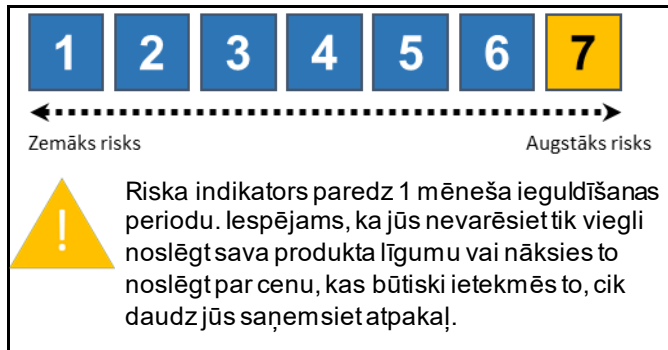 1 2 3 4 5 6 7
Zemāks risks Augstāks risks
! Riska indikators paredz 1 mēneša ieguldīšanas
periodu. Iespējams, ka jūs nevarēsiet tik viegli
noslēgt sava produkta līgumu vai nāksies to
noslēgt par cenu, kas būtiski ietekmēs to, cik
daudz jūs saņemsiet atpakaļ.